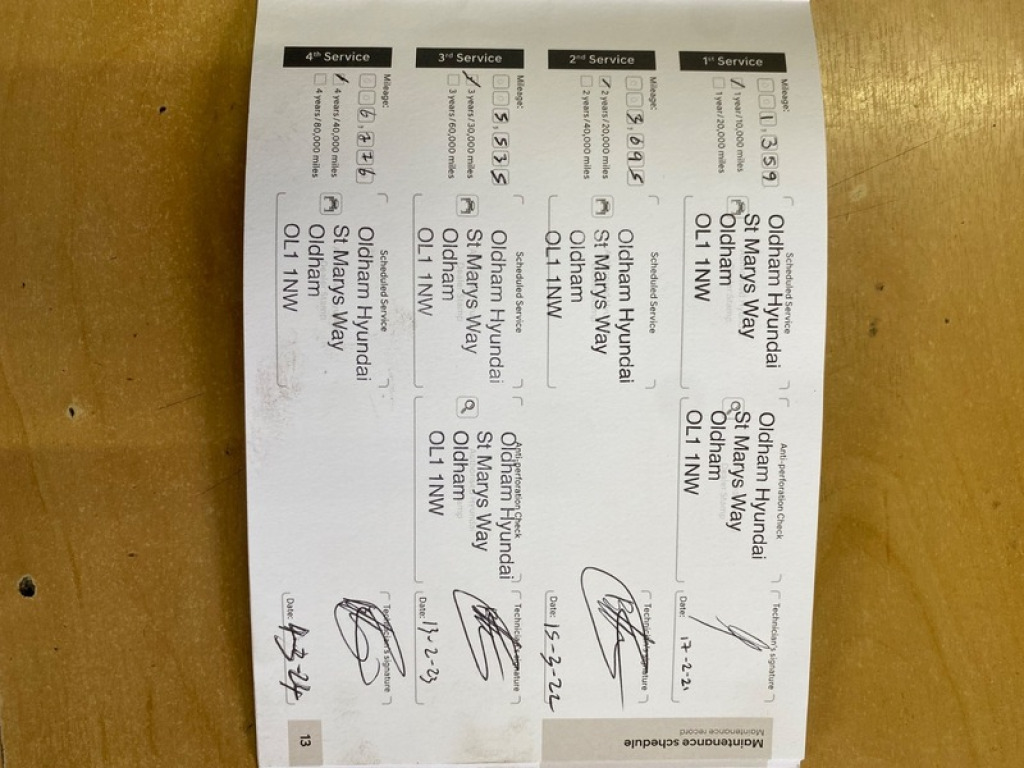 Maintenance schedule
Maintenance record
1st Service
Mileage:
1,359
1 year/10,000 miles
1 year/20,000 miles
Scheduled Service
Oldham Hyundai
St Marys Way
Oldham
OL1 1NW
Anti-perforation Check
Oldham Hyundai
St Marys Way
Oldham
OL1 1NW
Technician's signature
Date: 17-2-21
2nd Service
Mileage:
3,695
2 years/20,000 miles
2 years/40,000 miles
Scheduled Service
Oldham Hyundai
St Marys Way
Oldham
OL1 1NW
Technician's signature
Date: 15-3-22
3rd Service
Mileage:
5,535
3 years/30,000 miles
3 years/60,000 miles
Scheduled Service
Oldham Hyundai
St Marys Way
Oldham
OL1 1NW
Anti-perforation Check
Oldham Hyundai
St Marys Way
Oldham
OL1 1NW
Technician's signature
Date: 13-2-23
4th Service
Mileage:
6,776
4 years/40,000 miles
4 years/80,000 miles
Scheduled Service
Oldham Hyundai
St Marys Way
Oldham
OL1 1NW
Technician's signature
Date: 4-3-24
13